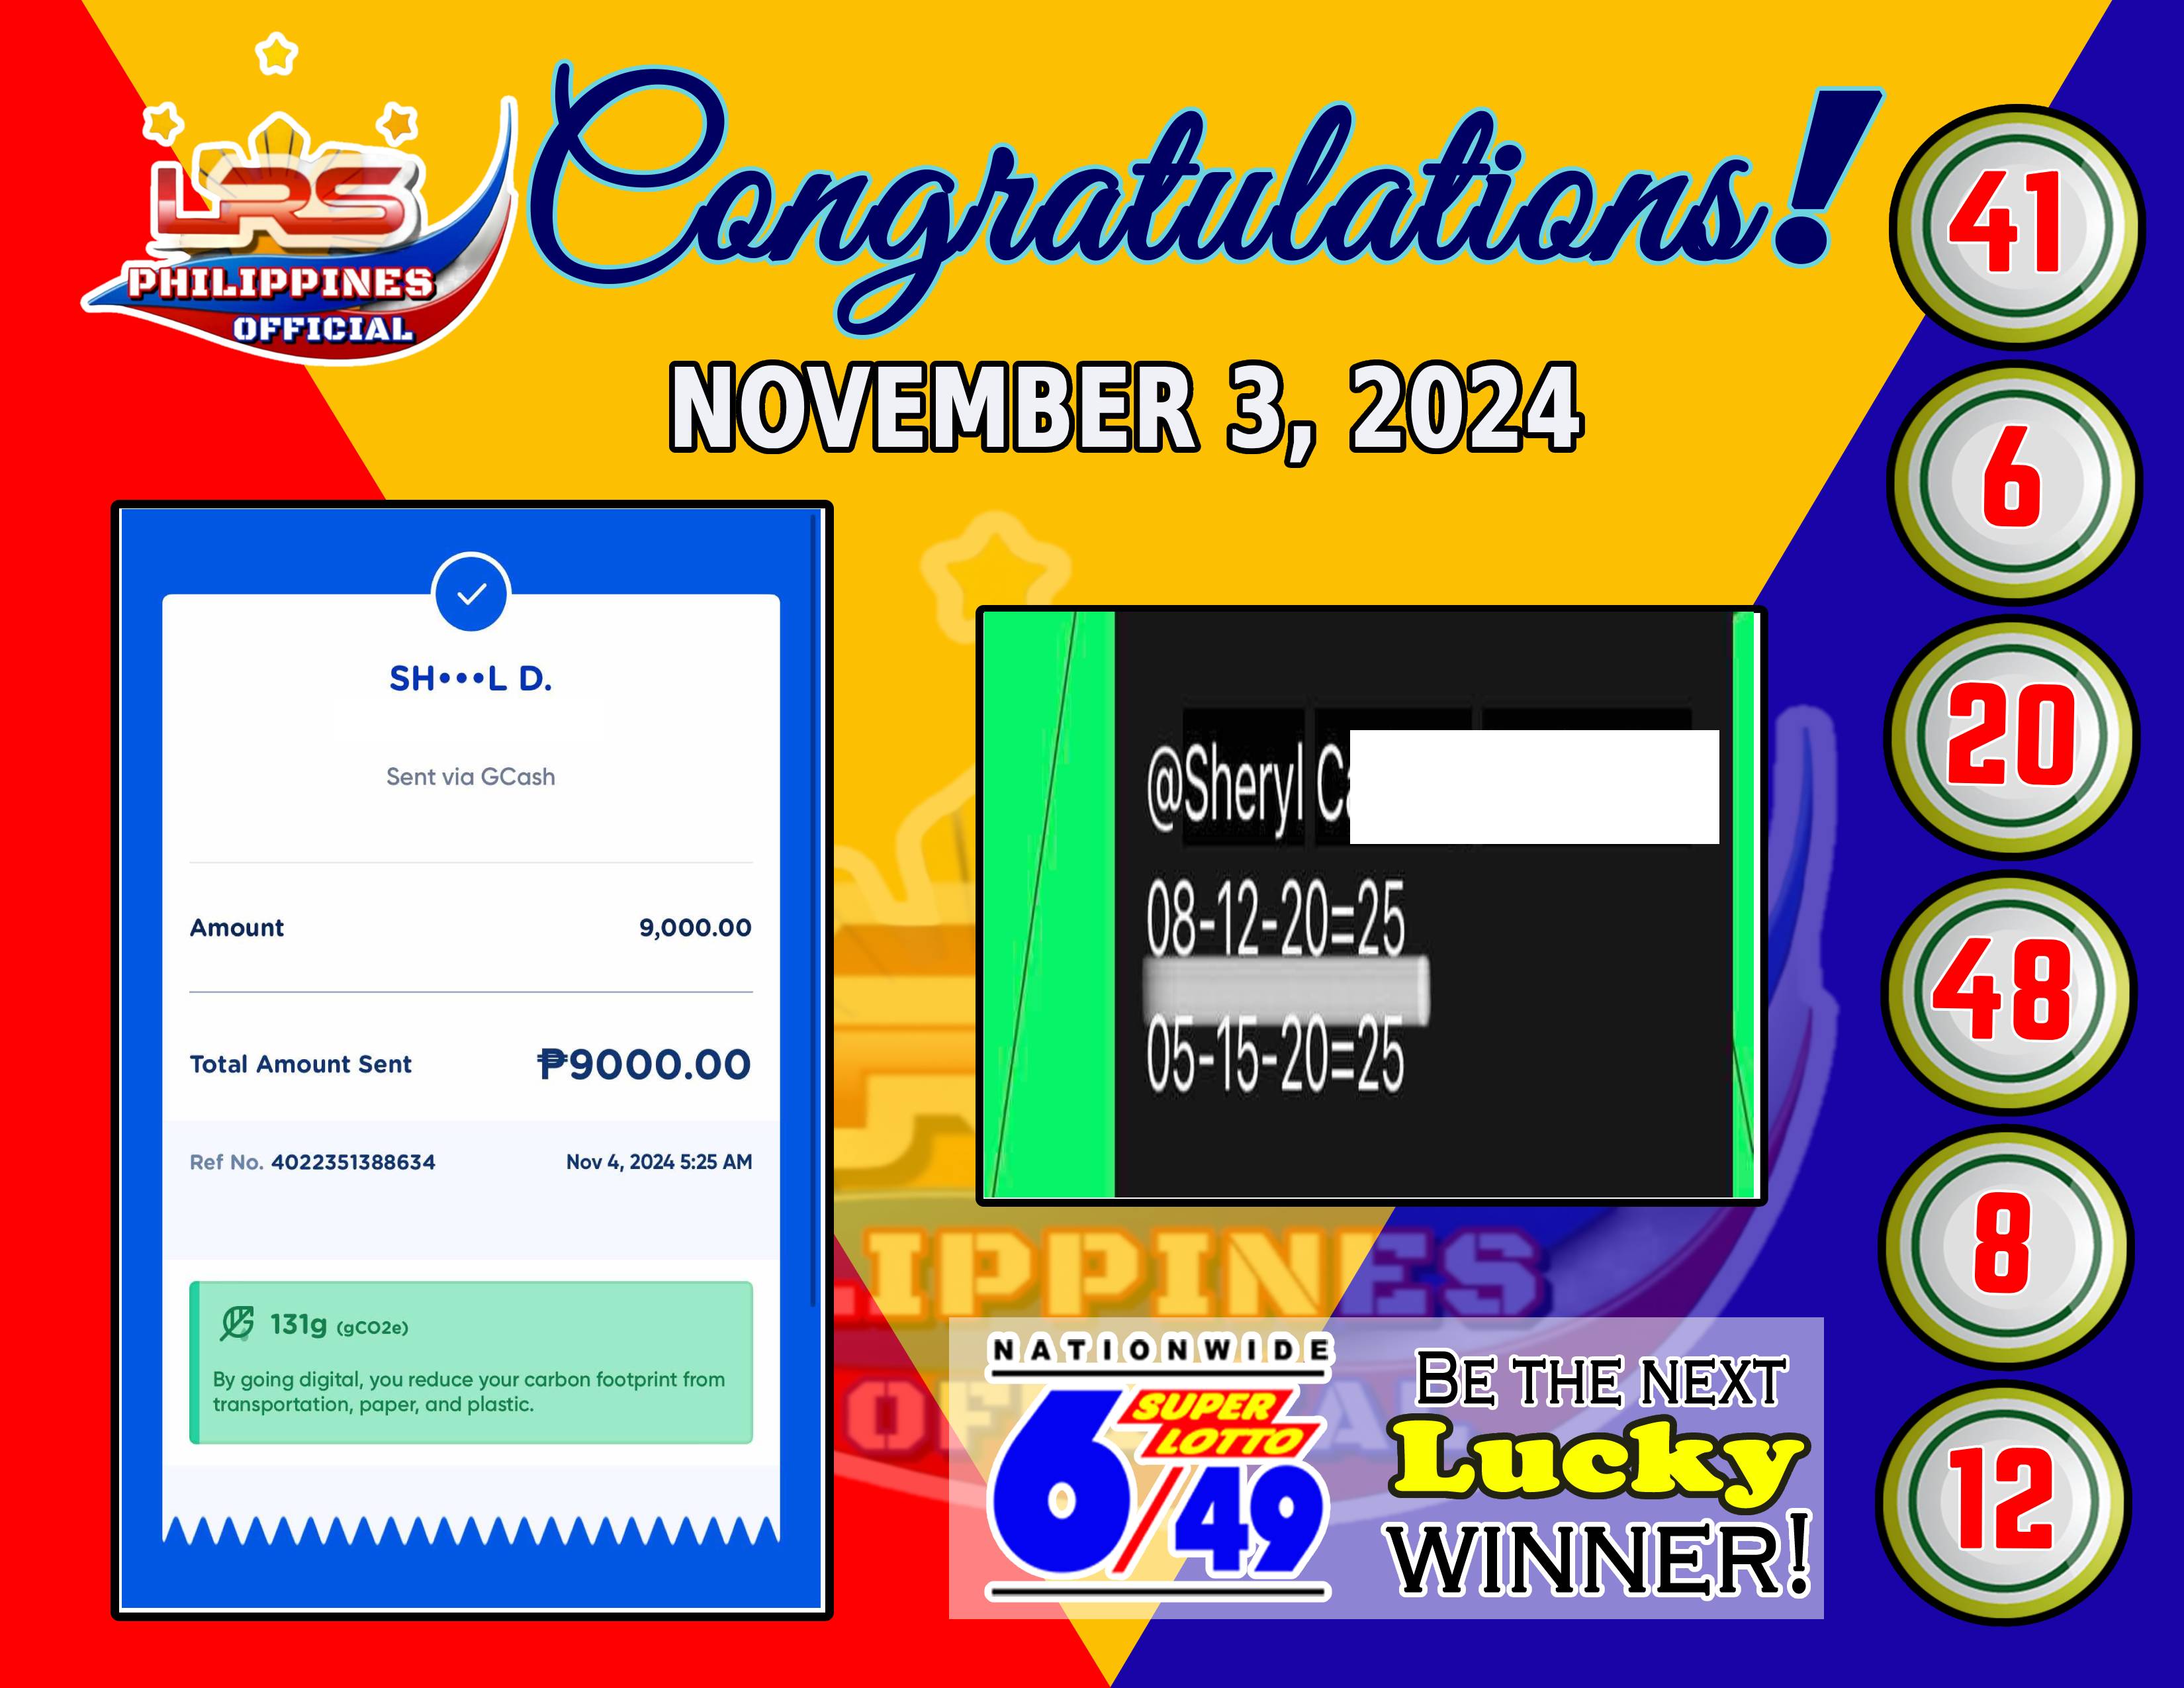 LRS
PHILIPPINES
OFFICIAL
Congratulations!
NOVEMBER 3, 2024
SH•••L D.
Sent via GCash
Amount 9,000.00
Total Amount Sent ₱9000.00
Ref No. 4022351388634 Nov 4, 2024 5:25 AM
131g (gCO2e)
By going digital, you reduce your carbon footprint from
transportation, paper, and plastic.
@Sheryl
08-12-20=25
05-15-20=25
NATIONWIDE
SUPER
LOTTO
6/49
BE THE NEXT
Lucky
WINNER!
41
6
20
48
8
12